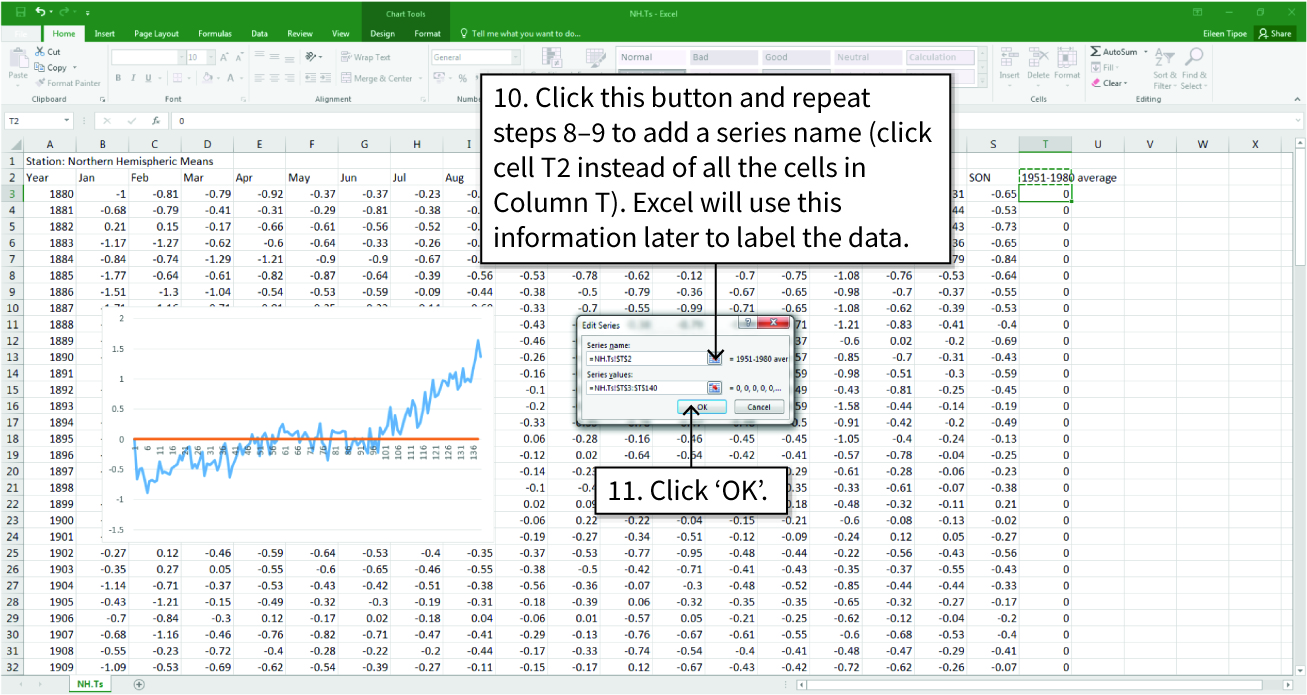 Chart Tools
NH.Ts - Excel
Home Insert Page Layout Formulas Data Review View Design Format Tell me what you want to do... Eileen Tipoe Share
Paste Cut Copy Format Painter
10 Wrap Text Merge & Center General
Normal Bad Good Neutral Calculation
Insert Delete Format AutoSum Fill Clear Sort & Filter Find & Select
Clipboard Font Alignment Cells Editing
T2 fx 0
10. Click this button and repeat
steps 8–9 to add a series name (click
cell T2 instead of all the cells in
Column T). Excel will use this
information later to label the data.
A B C D E F G H I S T U V W X
1 Station: Northern Hemispheric Means
2 Year Jan Feb Mar Apr May Jun Jul Aug SON 1951-1980 average
3 1880 -1 -0.81 -0.79 -0.92 -0.37 -0.37 -0.23 -0.65 0
4 1881 -0.68 -0.79 -0.41 -0.31 -0.29 -0.81 -0.38 -0.53 0
5 1882 0.21 0.15 -0.17 -0.66 -0.61 -0.56 -0.52 -0.73 0
6 1883 -1.17 -1.27 -0.62 -0.6 -0.64 -0.33 -0.26 -0.65 0
7 1884 -0.84 -0.74 -1.29 -1.21 -0.9 -0.9 -0.67 -0.84 0
8 1885 -1.77 -0.64 -0.61 -0.82 -0.87 -0.64 -0.39 -0.56 -0.53 -0.78 -0.62 -0.12 -0.7 -0.75 -1.08 -0.76 -0.53 -0.64 0
9 1886 -1.51 -1.3 -1.04 -0.54 -0.53 -0.59 -0.09 -0.44 -0.38 -0.5 -0.79 -0.36 -0.67 -0.65 -0.98 -0.7 -0.37 -0.55 0
10 1887 -0.33 -0.7 -0.55 -0.99 -0.71 -0.65 -1.08 -0.62 -0.39 -0.53 0
11 1888 -0.43 -1.21 -0.83 -0.41 -0.4 0
12 1889 -0.46 -0.6 0.02 -0.2 -0.69 0
13 1890 -0.26 -0.85 -0.7 -0.31 -0.43 0
14 1891 -0.16 -0.98 -0.51 -0.3 -0.59 0
15 1892 -0.1 -0.43 -0.81 -0.25 -0.45 0
16 1893 -0.2 -1.58 -0.44 -0.14 -0.19 0
17 1894 -0.33 -0.5 -0.91 -0.42 -0.2 -0.49 0
18 1895 0.06 -0.28 -0.16 -0.46 -0.45 -0.45 -1.05 -0.4 -0.24 -0.13 0
19 1896 -0.12 0.02 -0.64 -0.54 -0.42 -0.41 -0.57 -0.78 -0.04 -0.25 0
20 1897 -0.14 -0.61 -0.28 -0.06 -0.23 0
21 1898 -0.1 -0.33 -0.61 -0.07 -0.38 0
22 1899 0.02 -0.48 -0.32 -0.11 0.21 0
23 1900 -0.06 0.22 -0.22 -0.04 -0.15 -0.21 -0.6 -0.08 -0.13 -0.02 0
24 1901 -0.19 -0.27 -0.34 -0.51 -0.12 -0.09 -0.24 0.12 0.05 -0.27 0
25 1902 -0.27 0.12 -0.46 -0.59 -0.64 -0.53 -0.4 -0.35 -0.37 -0.53 -0.77 -0.95 -0.48 -0.44 -0.22 -0.56 -0.43 -0.56 0
26 1903 -0.35 0.27 0.05 -0.55 -0.6 -0.65 -0.46 -0.55 -0.38 -0.5 -0.42 -0.71 -0.41 -0.43 -0.35 -0.37 -0.55 -0.43 0
27 1904 -1.14 -0.71 -0.37 -0.53 -0.43 -0.42 -0.51 -0.38 -0.56 -0.36 -0.07 -0.3 -0.48 -0.52 -0.85 -0.44 -0.44 -0.33 0
28 1905 -0.43 -1.21 -0.15 -0.49 -0.32 -0.3 -0.19 -0.31 -0.18 -0.39 0.06 -0.32 -0.35 -0.35 -0.65 -0.32 -0.27 -0.17 0
29 1906 -0.7 -0.84 -0.3 0.12 -0.17 0.02 -0.18 0.04 -0.06 0.01 -0.57 0.05 -0.21 -0.25 -0.62 -0.12 -0.04 -0.2 0
30 1907 -0.68 -1.16 -0.46 -0.76 -0.82 -0.71 -0.47 -0.41 -0.29 -0.13 -0.76 -0.67 -0.61 -0.55 -0.6 -0.68 -0.53 -0.4 0
31 1908 -0.55 -0.23 -0.72 -0.4 -0.28 -0.22 -0.2 -0.44 -0.17 -0.33 -0.74 -0.54 -0.4 -0.41 -0.48 -0.47 -0.29 -0.41 0
32 1909 -1.09 -0.53 -0.69 -0.62 -0.54 -0.39 -0.27 -0.11 -0.15 -0.17 0.12 -0.67 -0.43 -0.42 -0.72 -0.62 -0.26 -0.07 0
2
1.5
1
0.5
0
-0.5
-1
-1.5
1 6 11 16 21 26 31 36 41 46 51 56 61 66 71 76 81 86 91 96 101 106 111 116 121 126 131 136
Edit Series
Series name:
=NH.Ts!$T$2 = 1951-1980 aver
Series values:
=NH.Ts!$T$3:$T$140 = 0, 0, 0, 0, 0,...
OK Cancel
11. Click ‘OK’.
NH.Ts